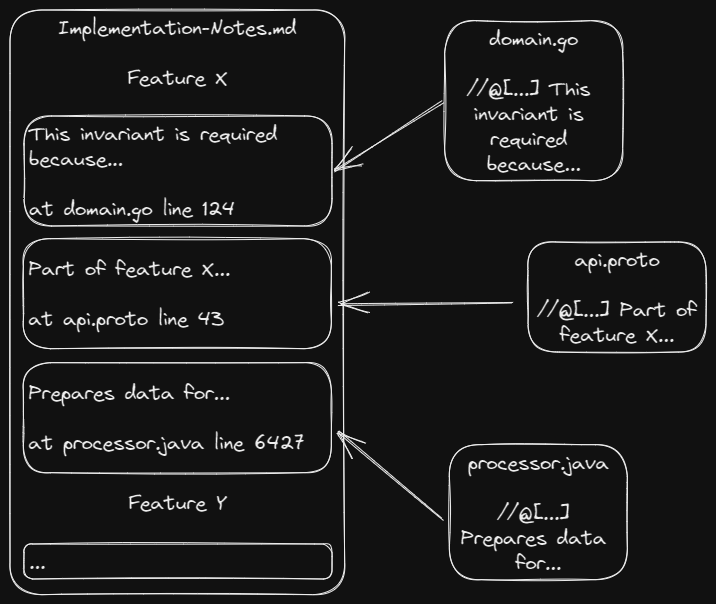 Implementation-Notes.md
Feature X
This invariant is required
because...
at domain.go line 124
Part of feature X...
at api.proto line 43
Prepares data for...
at processor.java line 6427
Feature Y
...
domain.go
//@[...] This
invariant is
required
because...
api.proto
//@[...] Part of
feature X...
processor.java
//@[...]
Prepares data
for...